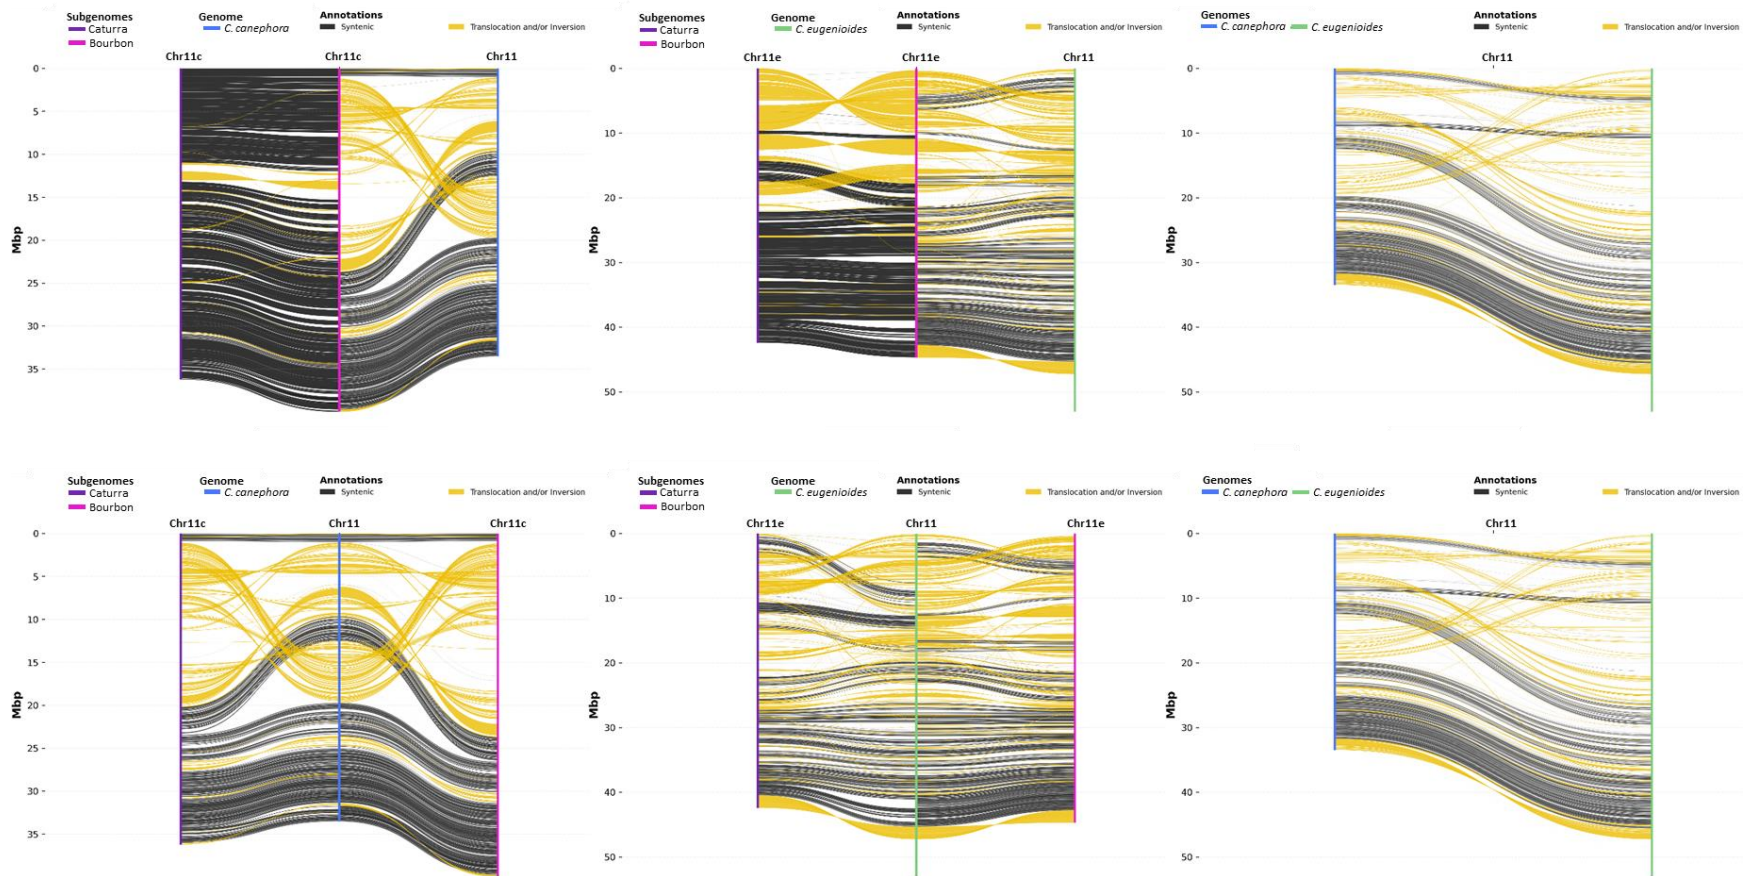 Subgenomes Genome Annotations
Caturra C. canephora Syntenic Translocation and/or Inversion
Bourbon
Chr11c Chr11c Chr11
0
5
10
15
20
25
30
35
Mbp
Subgenomes Genome Annotations
Caturra C. eugenioides Syntenic Translocation and/or Inversion
Bourbon
Chr11e Chr11e Chr11
0
10
20
30
40
50
Mbp
Genomes Annotations
C. canephora C. eugenioides Syntenic Translocation and/or Inversion
Chr11
0
10
20
30
40
50
Mbp
Subgenomes Genome Annotations
Caturra C. canephora Syntenic Translocation and/or Inversion
Bourbon
Chr11c Chr11 Chr11c
0
5
10
15
20
25
30
35
Mbp
Subgenomes Genome Annotations
Caturra C. eugenioides Syntenic Translocation and/or Inversion
Bourbon
Chr11e Chr11 Chr11e
0
10
20
30
40
50
Mbp
Genomes Annotations
C. canephora C. eugenioides Syntenic Translocation and/or Inversion
Chr11
0
10
20
30
40
50
Mbp